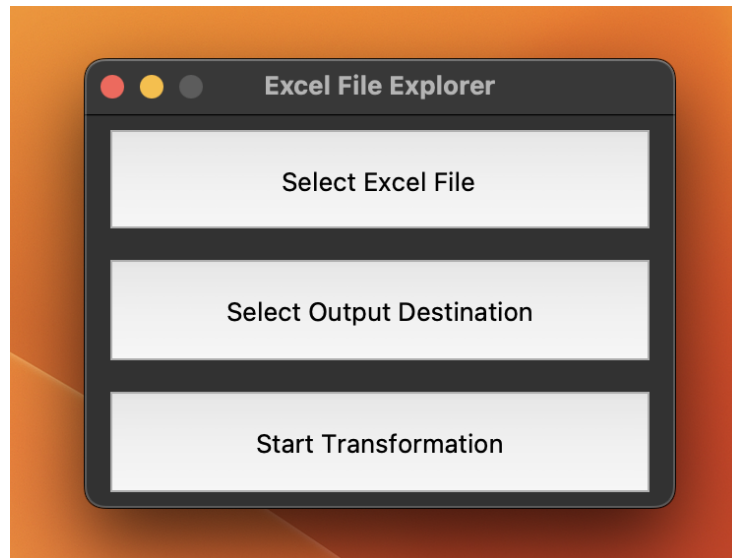 Excel File Explorer
Select Excel File
Select Output Destination
Start Transformation